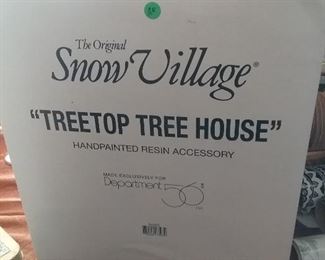 The Original
Snow Village®
"TREETOP TREE HOUSE"
HANDPAINTED RESIN ACCESSORY
MADE EXCLUSIVELY FOR
Department 56